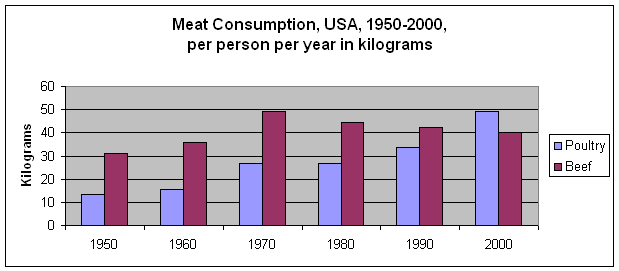 Meat Consumption, USA, 1950-2000,
per person per year in kilograms
Kilograms
60
50
40
30
20
10
0
1950 1960 1970 1980 1990 2000
Poultry
Beef